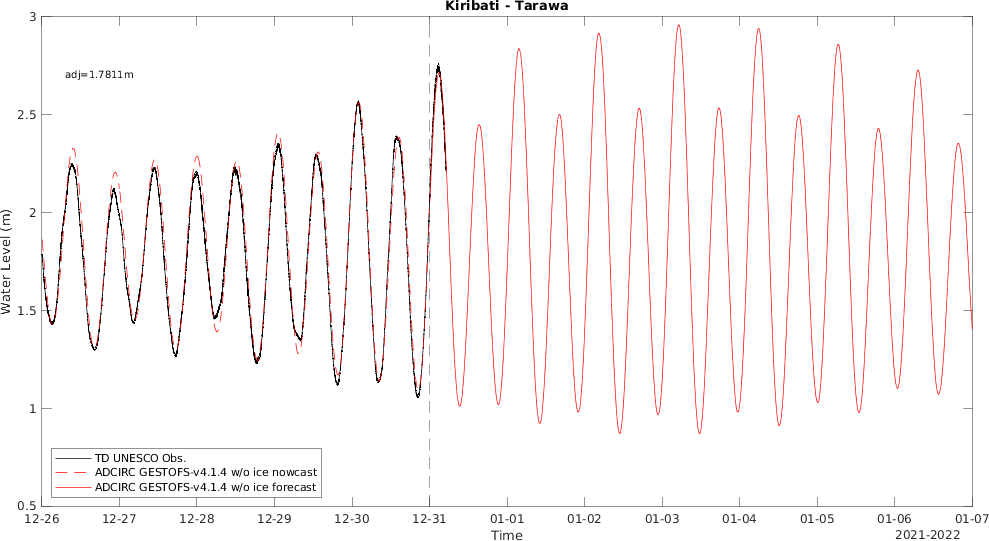 Kiribati - Tarawa
adj=1.7811m
3
2.5
2
1.5
1
0.5
Water Level (m)
TD UNESCO Obs.
ADCIRC GESTOFS-v4.1.4 w/o ice nowcast
ADCIRC GESTOFS-v4.1.4 w/o ice forecast
12-26 12-27 12-28 12-29 12-30 12-31 01-01 01-02 01-03 01-04 01-05 01-06 01-07
Time
2021-2022